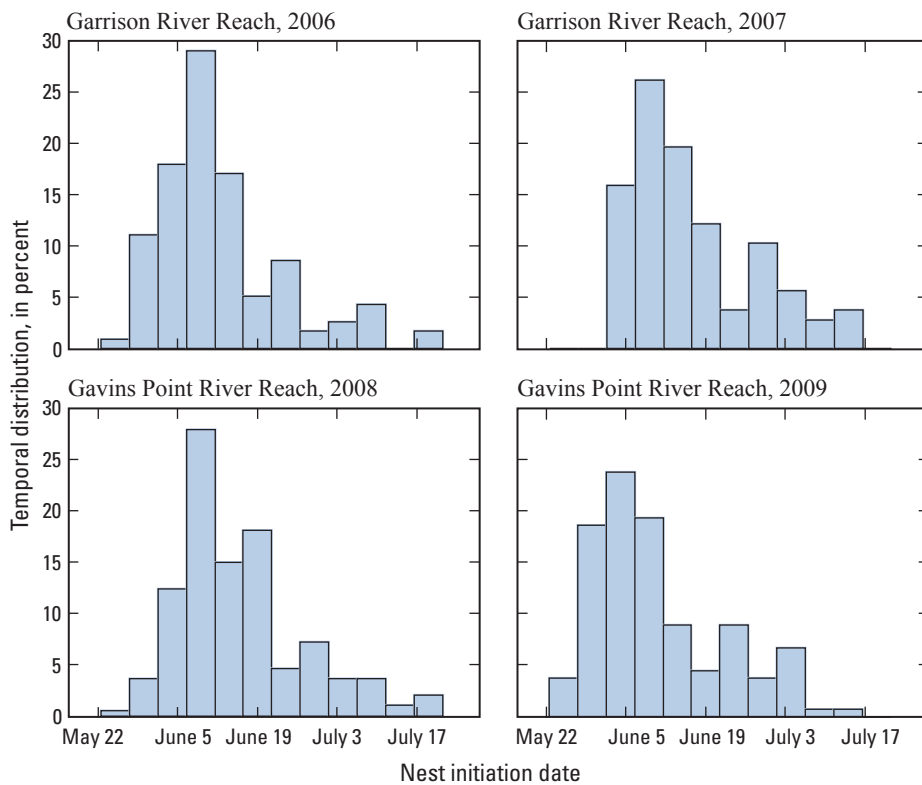 Garrison River Reach, 2006
Garrison River Reach, 2007
30
25
20
15
10
5
0
Gavins Point River Reach, 2008
Gavins Point River Reach, 2009
30
25
20
15
10
5
0
Temporal distribution, in percent
May 22 June 5 June 19 July 3 July 17
May 22 June 5 June 19 July 3 July 17
Nest initiation date